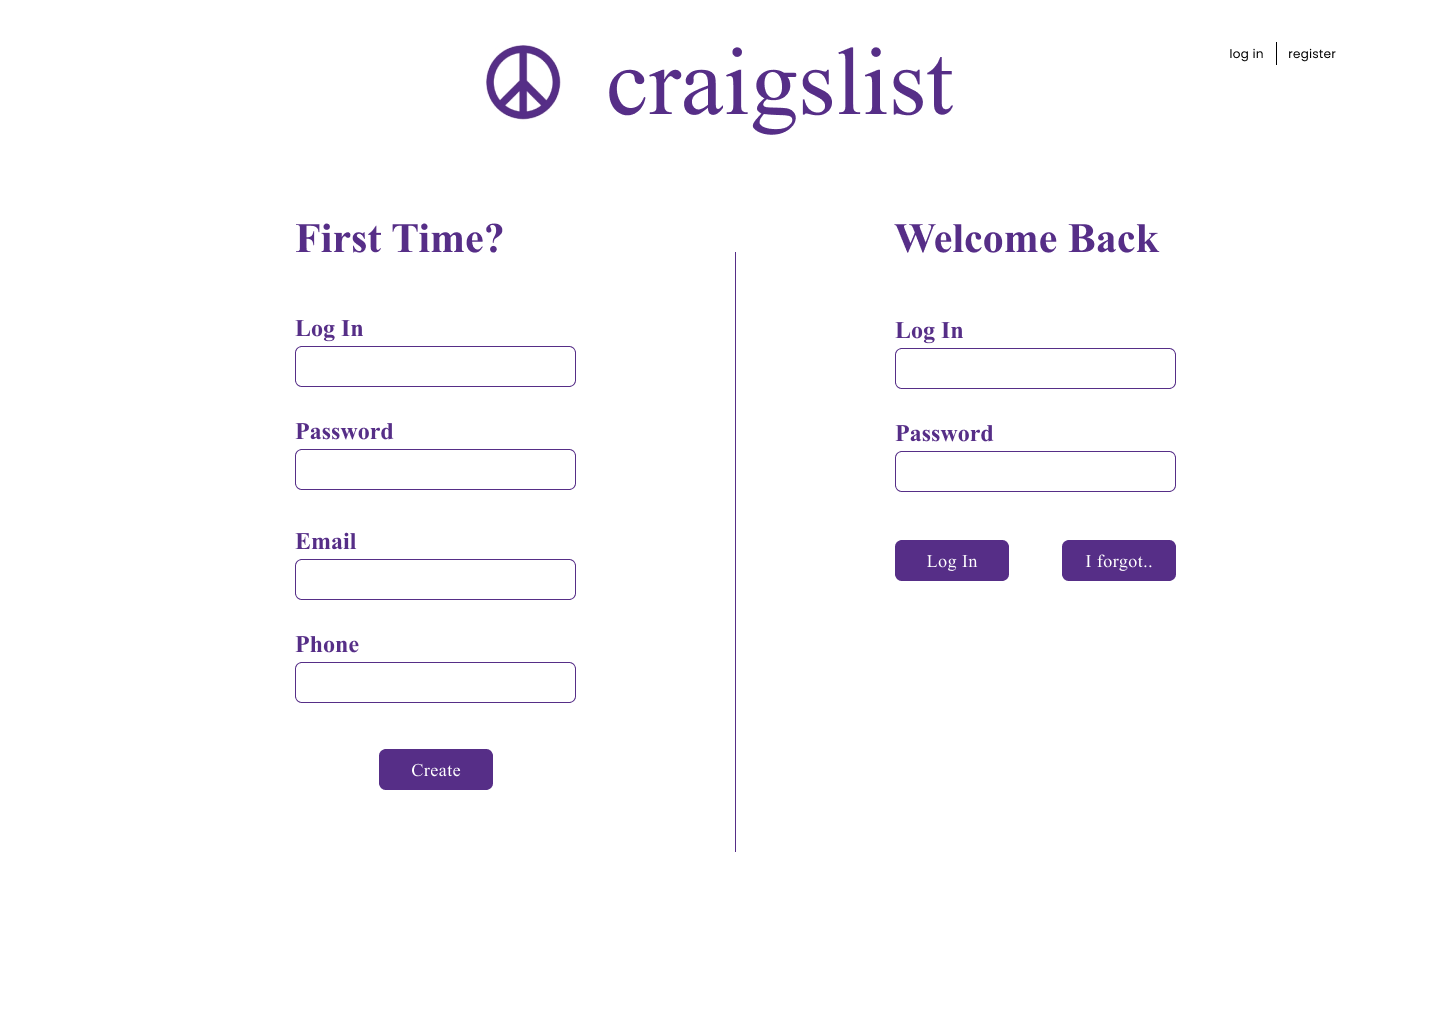 craigslist
log in
register
First Time?
Log In
Password
Email
Phone
Create
Welcome Back
Log In
Password
Log In
I forgot..